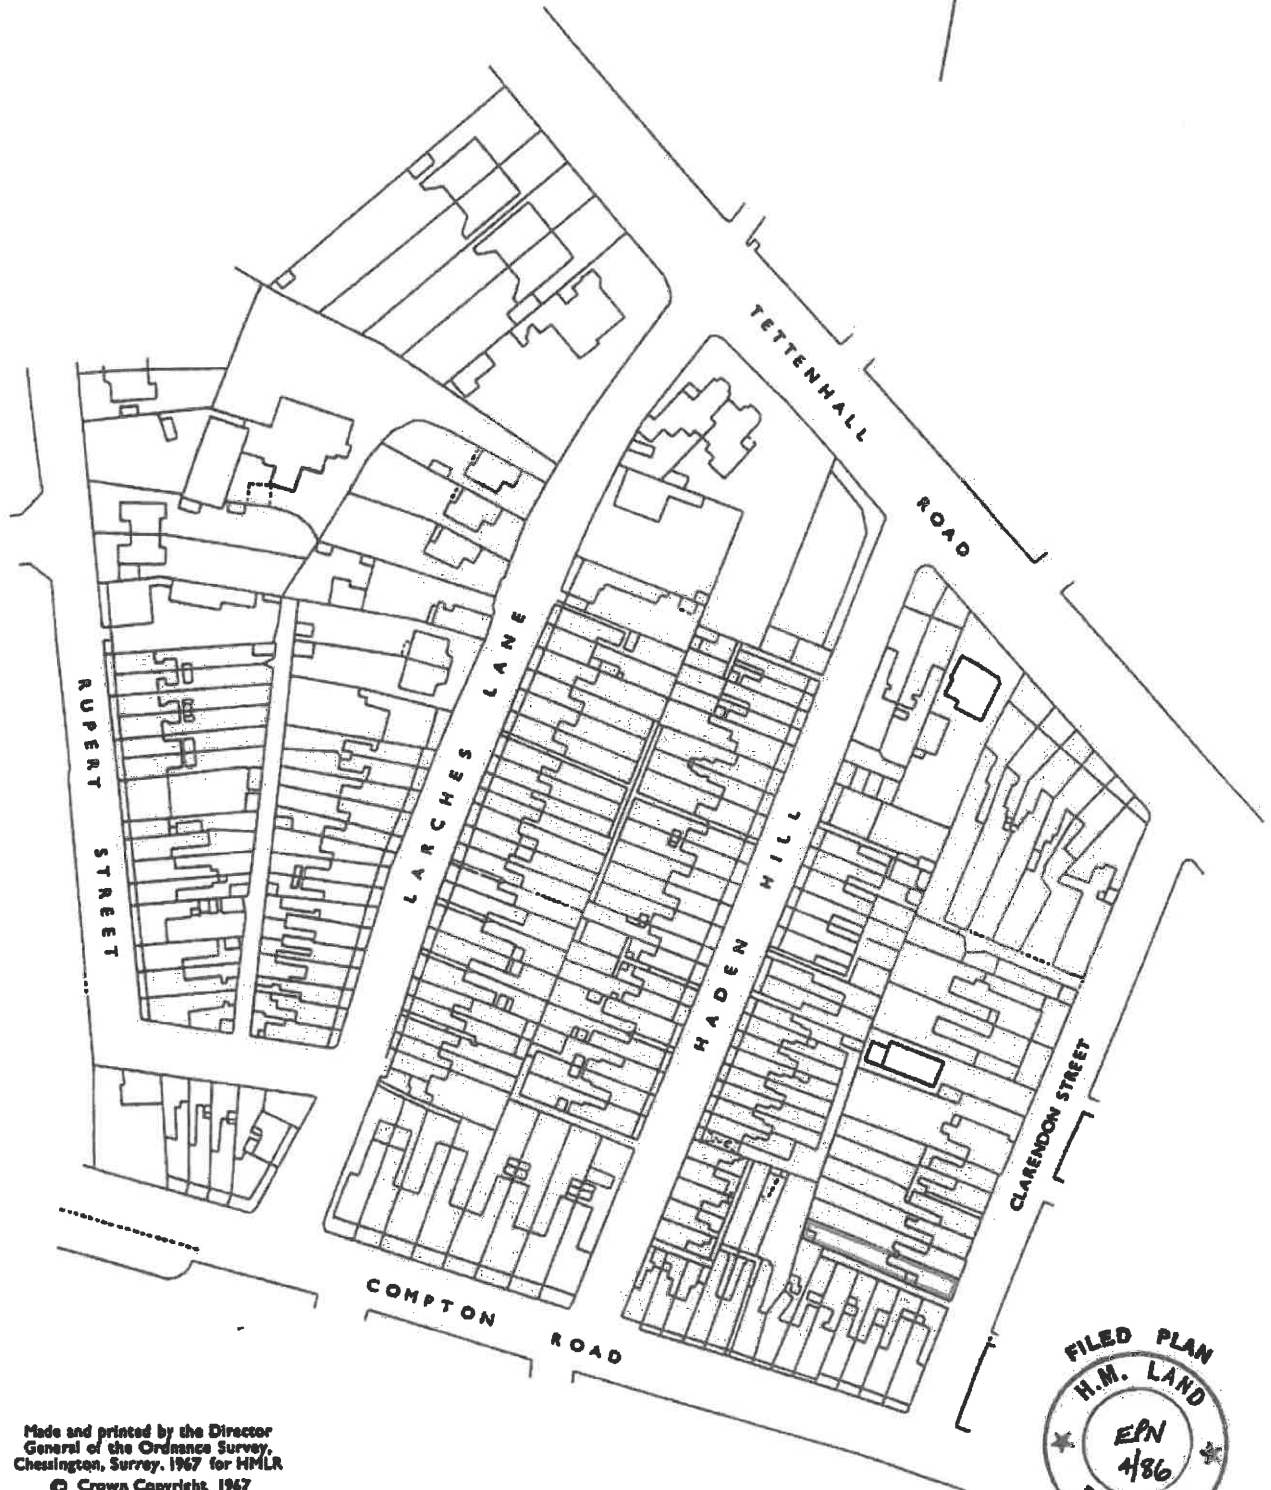 TETTENHALL ROAD
LARCHES LANE
RUPERT STREET
HADEN HILL
CLARENDON STREET
COMPTON ROAD
FILED PLAN
H.M. LAND
EPN
4/86
Made and printed by the Director
General of the Ordnance Survey,
Chessington, Surrey. 1967 for HMLR
© Crown Copyright 1967